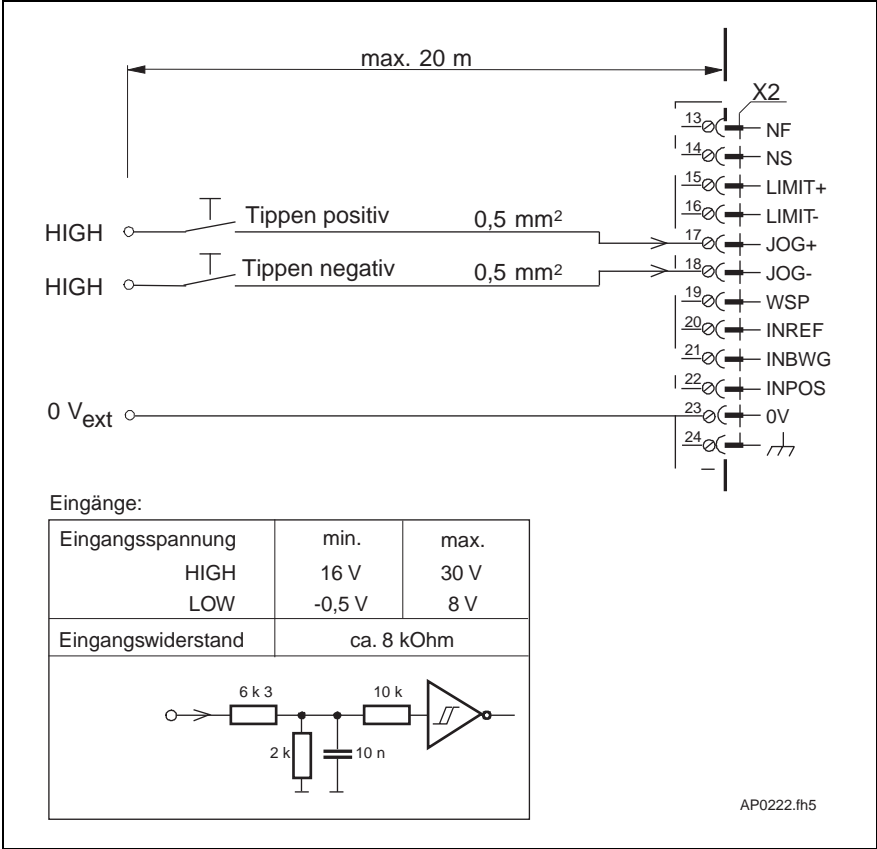 max. 20 m
X2
13 NF
14 NS
15 LIMIT+
16 LIMIT-
HIGH Tippen positiv 0,5 mm² 17 JOG+
HIGH Tippen negativ 0,5 mm² 18 JOG-
19 WSP
20 INREF
21 INBWG
22 INPOS
0 Vext 23 0V
24
Eingänge:
Eingangsspannung min. max.
HIGH 16 V 30 V
LOW -0,5 V 8 V
Eingangswiderstand ca. 8 kOhm
6 k 3 10 k
2 k 10 n
AP0222.fh5